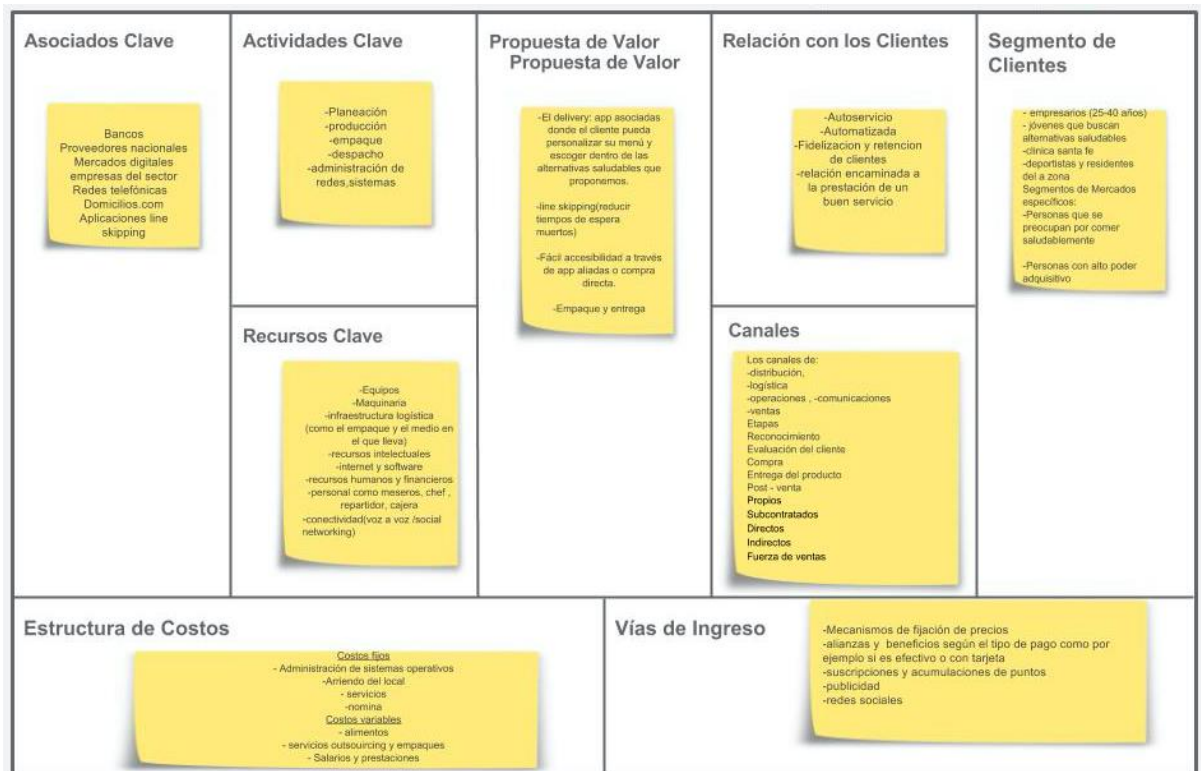 Asociados Clave
Bancos
Proveedores nacionales
Mercados digitales
empresas del sector
Redes telefónicas
Domicilios.com
Aplicaciones line
skipping
Actividades Clave
-Planeación
-producción
-empaque
-despacho
-administración de
redes,sistemas
Recursos Clave
-Equipos
-Maquinaria
-infraestructura logística
(como el empaque y el medio en
el que lleva)
-recursos intelectuales
-internet y software
-recursos humanos y financieros
-personal como meseros, chef ,
repartidor, cajera
-conectividad(voz a voz /social
networking)
Propuesta de Valor
Propuesta de Valor
-El delivery: app asociadas
donde el cliente pueda
personalizar su menú y
escoger dentro de las
alternativas saludables que
proponemos.
-line skipping(reducir
tiempos de espera
muertos)
-Fácil accesibilidad a través
de app aliadas o compra
directa.
-Empaque y entrega
Relación con los Clientes
-Autoservicio
-Automatizada
-Fidelizacion y retencion
de clientes
-relación encaminada a
la prestación de un
buen servicio
Canales
Los canales de:
-distribución,
-logística
-operaciones , -comunicaciones
-ventas
Etapas
Reconocimiento
Evaluación del cliente
Compra
Entrega del producto
Post - venta
Propios
Subcontratados
Directos
Indirectos
Fuerza de ventas
Segmento de
Clientes
- empresarios (25-40 años)
- jóvenes que buscan
alternativas saludables
-clinica santa fe
-deportistas y residentes
del a zona
Segmentos de Mercados
específicos:
-Personas que se
preocupan por comer
saludablemente
-Personas con alto poder
adquisitivo
Estructura de Costos
Costos fijos
- Administración de sistemas operativos
-Arriendo del local
- servicios
-nomina
Costos variables
- alimentos
- servicios outsourcing y empaques
- Salarios y prestaciones
Vías de Ingreso
-Mecanismos de fijación de precios
-alianzas y beneficios según el tipo de pago como por
ejemplo si es efectivo o con tarjeta
-suscripciones y acumulaciones de puntos
-publicidad
-redes sociales